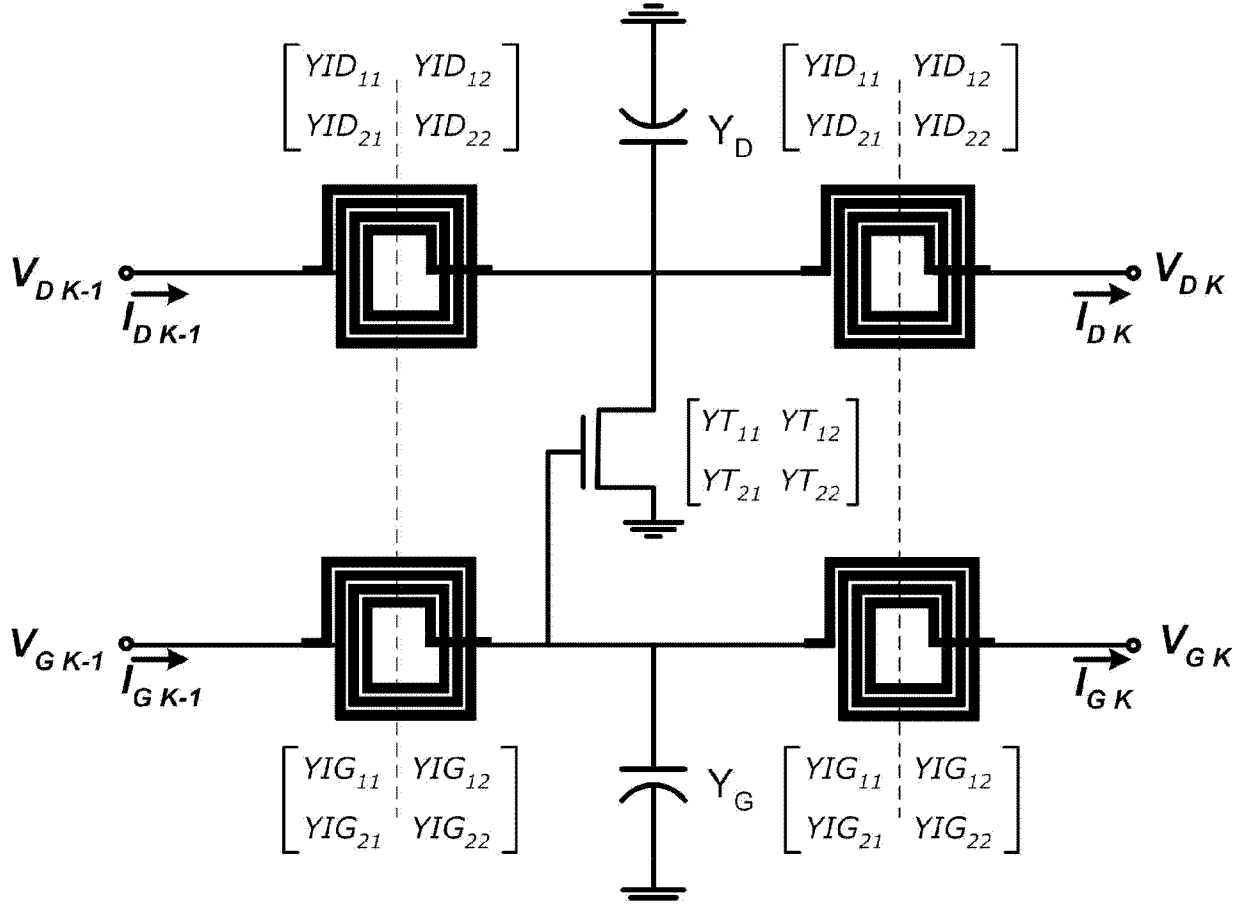 YID11 YID12
YID21 YID22
YID11 YID12
YID21 YID22
YD
VD K-1
ID K-1
VD K
ID K
YT11 YT12
YT21 YT22
VG K-1
IG K-1
VG K
IG K
YG
YIG11 YIG12
YIG21 YIG22
YIG11 YIG12
YIG21 YIG22